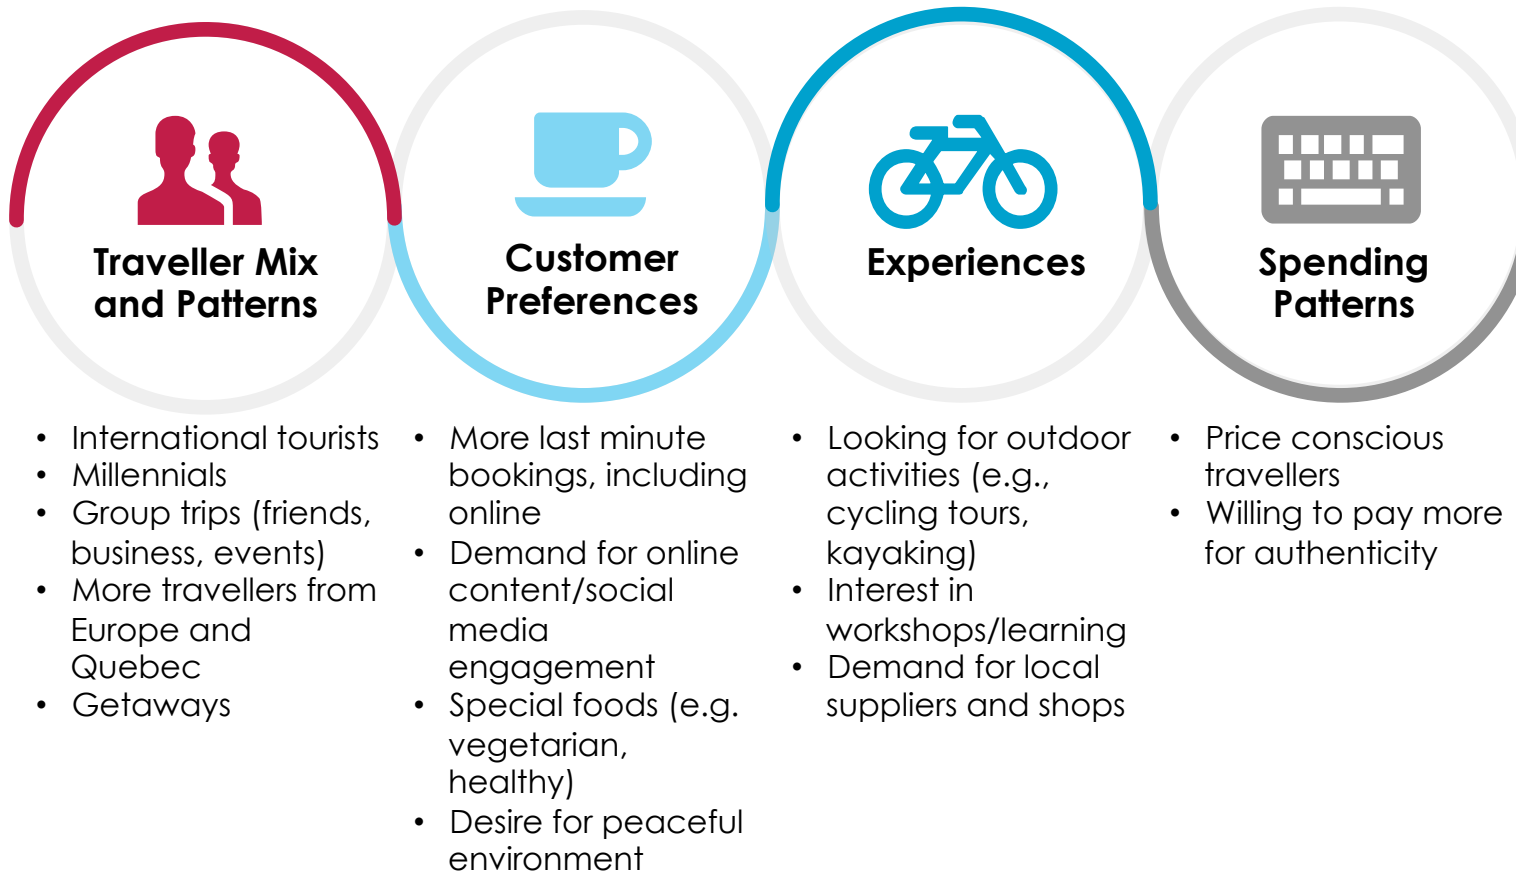 Traveller Mix
and Patterns
• International tourists
• Millennials
• Group trips (friends,
business, events)
• More travellers from
Europe and
Quebec
• Getaways
Customer
Preferences
• More last minute
bookings, including
online
• Demand for online
content/social
media
engagement
• Special foods (e.g.
vegetarian,
healthy)
• Desire for peaceful
environment
Experiences
• Looking for outdoor
activities (e.g.,
cycling tours,
kayaking)
• Interest in
workshops/learning
• Demand for local
suppliers and shops
Spending
Patterns
• Price conscious
travellers
• Willing to pay more
for authenticity